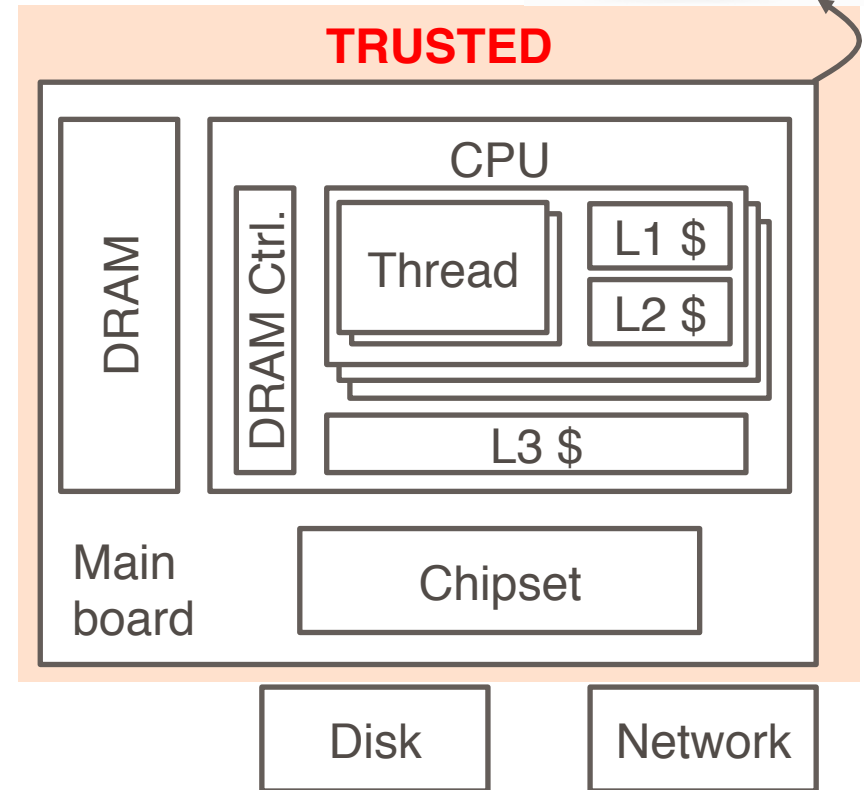 TRUSTED
CPU
DRAM
DRAM Ctrl.
Thread
L1 $
L2 $
L3 $
Main
board
Chipset
Disk
Network